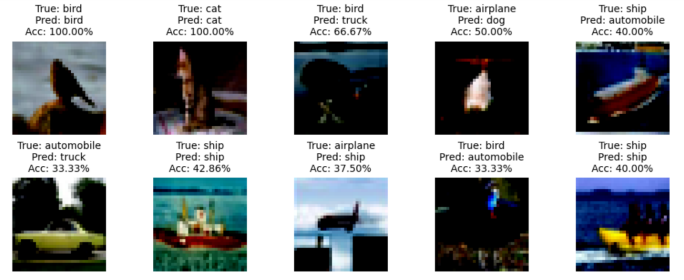 True: bird
Pred: bird
Acc: 100.00%
True: cat
Pred: cat
Acc: 100.00%
True: bird
Pred: truck
Acc: 66.67%
True: airplane
Pred: dog
Acc: 50.00%
True: ship
Pred: automobile
Acc: 40.00%
True: automobile
Pred: truck
Acc: 33.33%
True: ship
Pred: ship
Acc: 42.86%
True: airplane
Pred: ship
Acc: 37.50%
True: bird
Pred: automobile
Acc: 33.33%
True: ship
Pred: ship
Acc: 40.00%